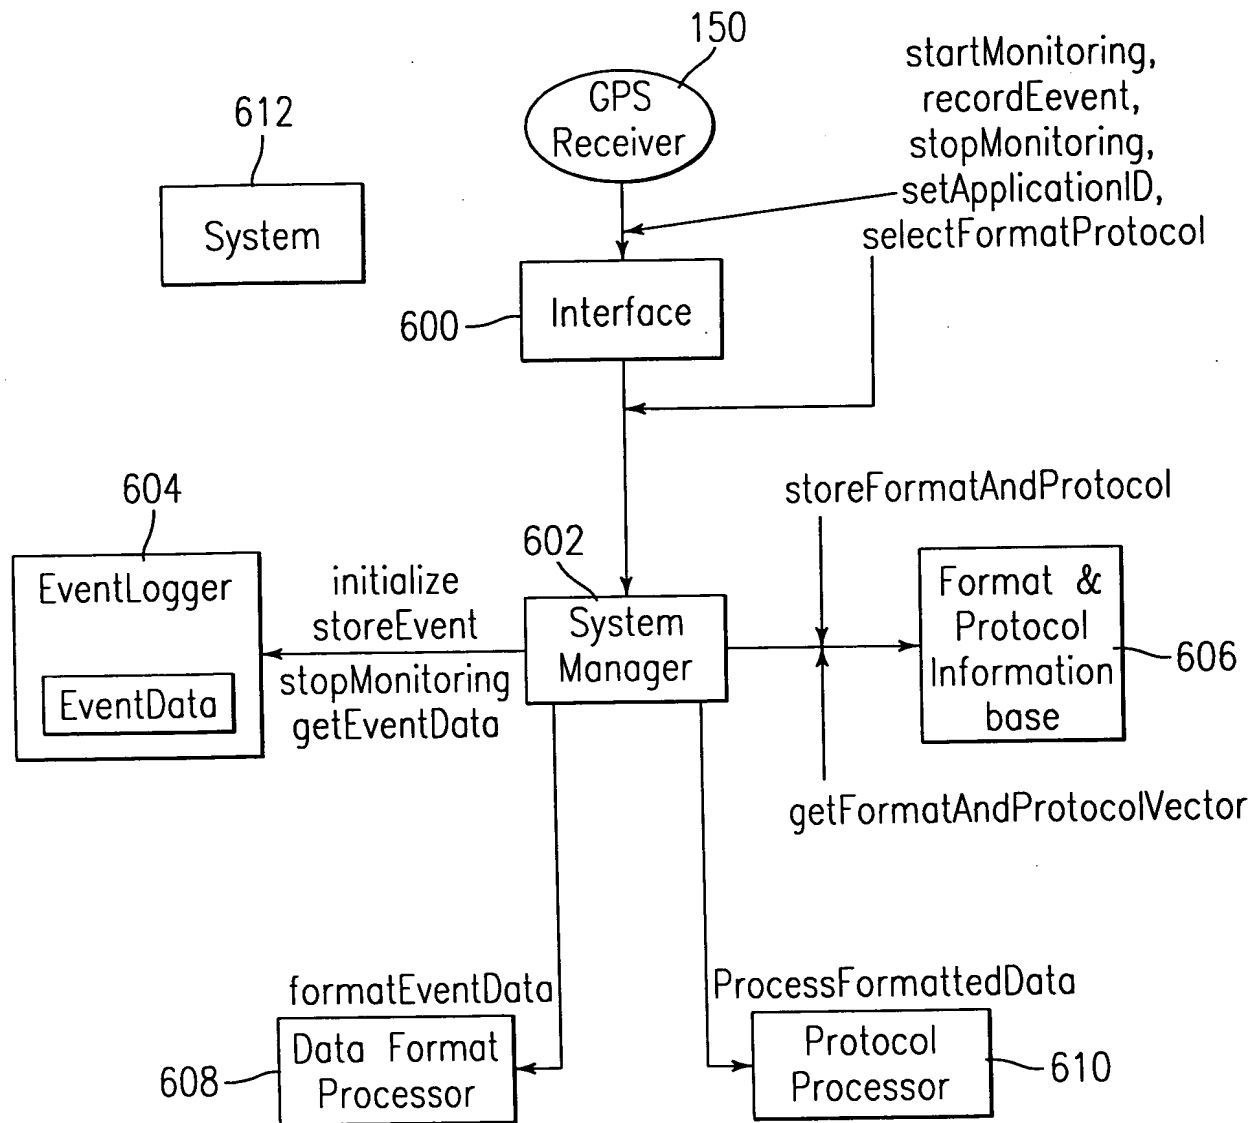 150
GPS
Receiver
startMonitoring,
recordEevent,
stopMonitoring,
setApplicationID,
selectFormatProtocol
612
System
600
Interface
604
EventLogger
EventData
initialize
storeEvent
stopMonitoring
getEventData
602
System
Manager
storeFormatAndProtocol
Format &
Protocol
Information
base
606
getFormatAndProtocolVector
formatEventData
608
Data Format
Processor
ProcessFormattedData
Protocol
Processor
610